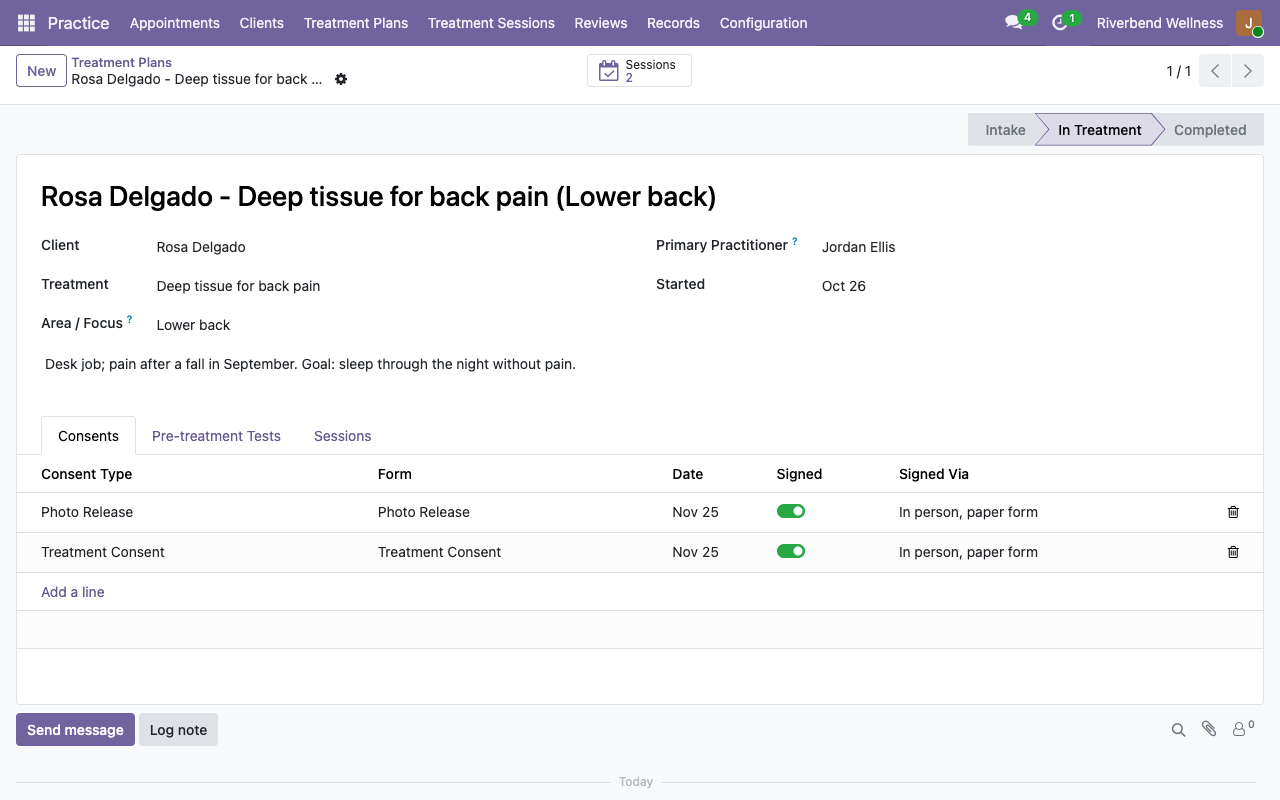 Practice Appointments Clients Treatment Plans Treatment Sessions Reviews Records Configuration 4 1 Riverbend Wellness J
New Treatment Plans
Rosa Delgado - Deep tissue for back ...
Sessions
2
1 / 1
Intake In Treatment Completed
Rosa Delgado - Deep tissue for back pain (Lower back)
Client Rosa Delgado Primary Practitioner ? Jordan Ellis
Treatment Deep tissue for back pain Started Oct 26
Area / Focus ? Lower back
Desk job; pain after a fall in September. Goal: sleep through the night without pain.
Consents Pre-treatment Tests Sessions
Consent Type Form Date Signed Signed Via
Photo Release Photo Release Nov 25 In person, paper form
Treatment Consent Treatment Consent Nov 25 In person, paper form
Add a line
Send message Log note 0
Today